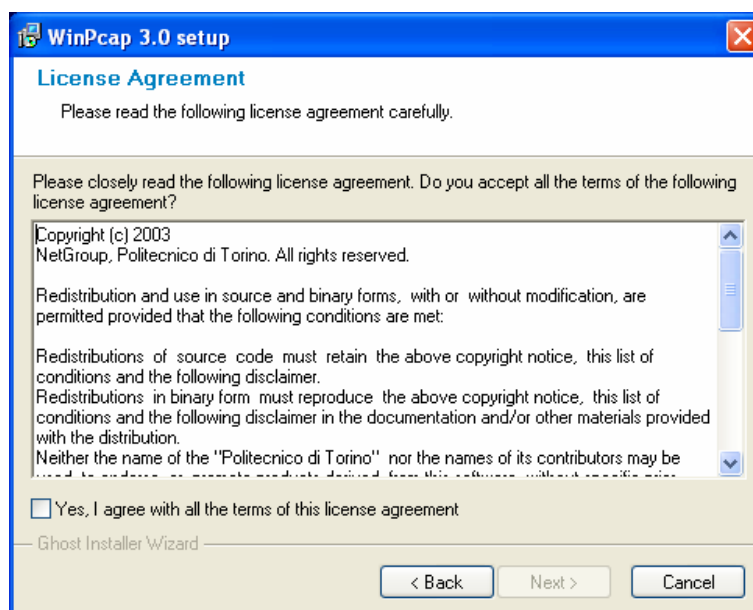 WinPcap 3.0 setup
License Agreement
Please read the following license agreement carefully.
Please closely read the following license agreement. Do you accept all the terms of the following
license agreement?
Copyright (c) 2003
NetGroup, Politecnico di Torino. All rights reserved.
Redistribution and use in source and binary forms, with or without modification, are
permitted provided that the following conditions are met:
Redistributions of source code must retain the above copyright notice, this list of
conditions and the following disclaimer.
Redistributions in binary form must reproduce the above copyright notice, this list of
conditions and the following disclaimer in the documentation and/or other materials provided
with the distribution.
Neither the name of the "Politecnico di Torino" nor the names of its contributors may be
Yes, I agree with all the terms of this license agreement
Ghost Installer Wizard
< Back
Next >
Cancel